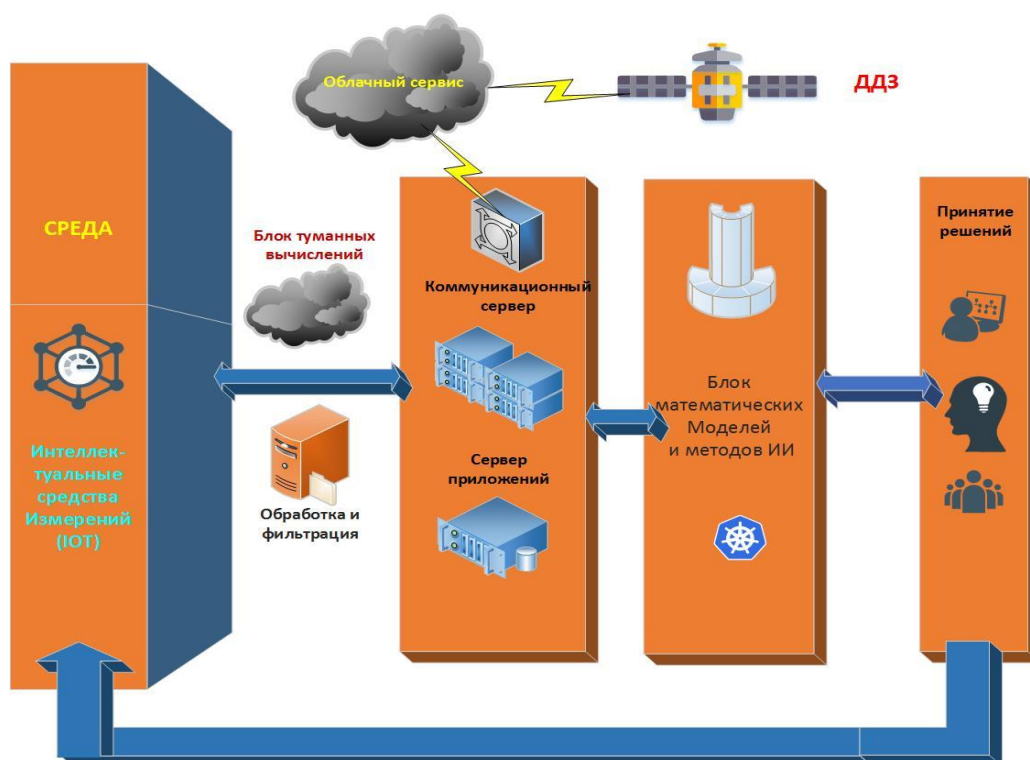 Облачный сервис
ДДЗ
СРЕДА
Интеллек-
туальные
средства
Измерений
(IOT)
Блок туманных
вычислений
Обработка и
фильтрация
Коммуникационный
сервер
Сервер
приложений
Блок
математических
Моделей
и методов ИИ
Принятие
решений